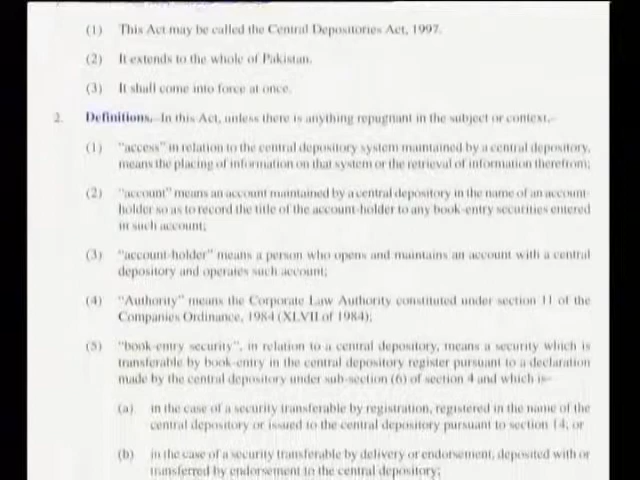 (1) This Act may be called the Central Depositories Act, 1997.
(2) It extends to the whole of Pakistan.
(3) It shall come into force at once.
2. Definitions.-In this Act, unless there is anything repugnant in the subject or context,-
(1) "access" in relation to the central depository system maintained by a central depository,
means the placing of information on that system or the retrieval of information therefrom;
(2) "account" means an account maintained by a central depository in the name of an account-
holder so as to record the title of the account-holder to any book-entry securities entered
in such account;
(3) "account-holder" means a person who opens and maintains an account with a central
depository and operates such account;
(4) "Authority" means the Corporate Law Authority constituted under section 11 of the
Companies Ordinance, 1984 (XLVII of 1984);
(5) "book-entry security", in relation to a central depository, means a security which is
transferable by book-entry in the central depository register pursuant to a declaration
made by the central depository under sub-section (6) of section 4 and which is-
(a) in the case of a security transferable by registration, registered in the name of the
central depository or issued to the central depository pursuant to section 14, or
(b) in the case of a security transferable by delivery or endorsement, deposited with or
transferred by endorsement to the central depository;